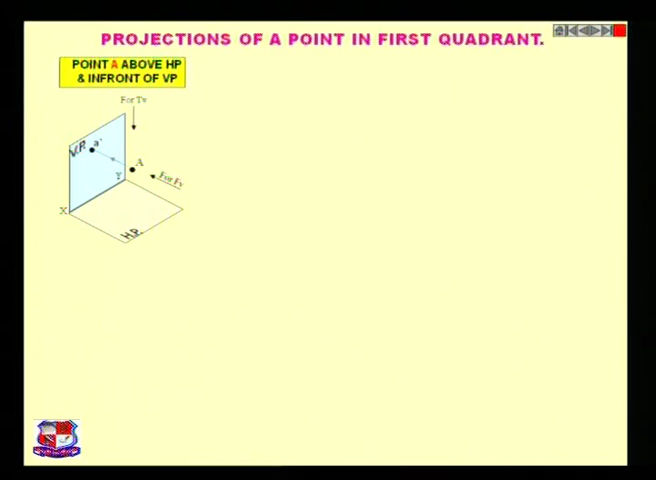 PROJECTIONS OF A POINT IN FIRST QUADRANT.
POINT A ABOVE HP
& INFRONT OF VP
For Tv
V.P.
a'
A
Y
For Fv
X
H.P.